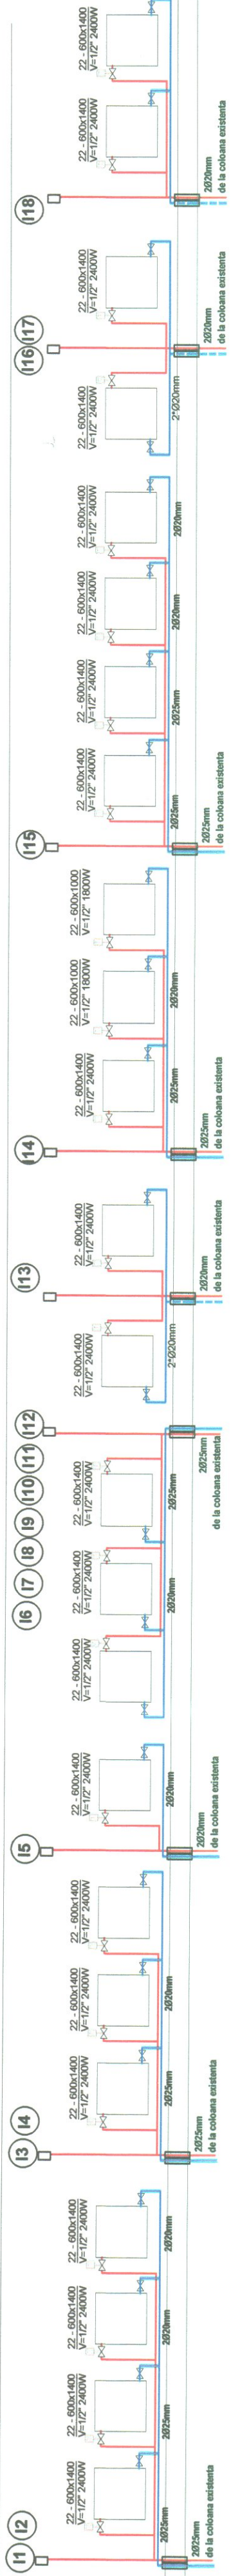 I1 I2
22 - 600x1400
V=1/2" 2400W
22 - 600x1400
V=1/2" 2400W
22 - 600x1400
V=1/2" 2400W
22 - 600x1400
V=1/2" 2400W
2Ø25mm
2Ø25mm
2Ø20mm
2Ø20mm
2Ø25mm
de la coloana existenta
I3 I4
22 - 600x1400
V=1/2" 2400W
22 - 600x1400
V=1/2" 2400W
22 - 600x1400
V=1/2" 2400W
2Ø25mm
2Ø20mm
2Ø25mm
de la coloana existenta
I5
22 - 600x1400
V=1/2" 2400W
2Ø20mm
2Ø20mm
de la coloana existenta
I6 I7 I8 I9 I10 I11 I12
22 - 600x1400
V=1/2" 2400W
22 - 600x1400
V=1/2" 2400W
22 - 600x1400
V=1/2" 2400W
2Ø20mm
2Ø25mm
2Ø25mm
de la coloana existenta
I13
22 - 600x1400
V=1/2" 2400W
22 - 600x1400
V=1/2" 2400W
2*Ø20mm
2Ø20mm
de la coloana existenta
I14
22 - 600x1400
V=1/2" 2400W
22 - 600x1000
V=1/2" 1800W
22 - 600x1000
V=1/2" 1800W
2Ø25mm
2Ø20mm
2Ø25mm
de la coloana existenta
I15
22 - 600x1400
V=1/2" 2400W
22 - 600x1400
V=1/2" 2400W
22 - 600x1400
V=1/2" 2400W
22 - 600x1400
V=1/2" 2400W
2Ø25mm
2Ø25mm
2Ø20mm
2Ø20mm
2Ø25mm
de la coloana existenta
I16 I17
22 - 600x1400
V=1/2" 2400W
22 - 600x1400
V=1/2" 2400W
2*Ø20mm
2Ø20mm
de la coloana existenta
I18
22 - 600x1400
V=1/2" 2400W
22 - 600x1400
V=1/2" 2400W
2Ø20mm
de la coloana existenta